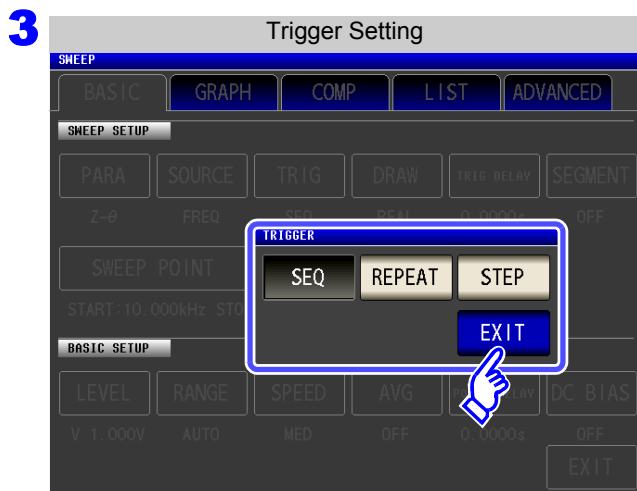 3
Trigger Setting
SWEEP
BASIC GRAPH COMP LIST ADVANCED
SWEEP SETUP
PARA SOURCE TRIG DRAW TRIG DELAY SEGMENT
Z-θ FREQ SEQ REAL 0.0000s OFF
TRIGGER
SWEEP POINT SEQ REPEAT STEP
START:10.000kHz STO
EXIT
BASIC SETUP
LEVEL RANGE SPEED AVG DELAY DC BIAS
V 1.000V AUTO MED OFF 0.0000s OFF
EXIT